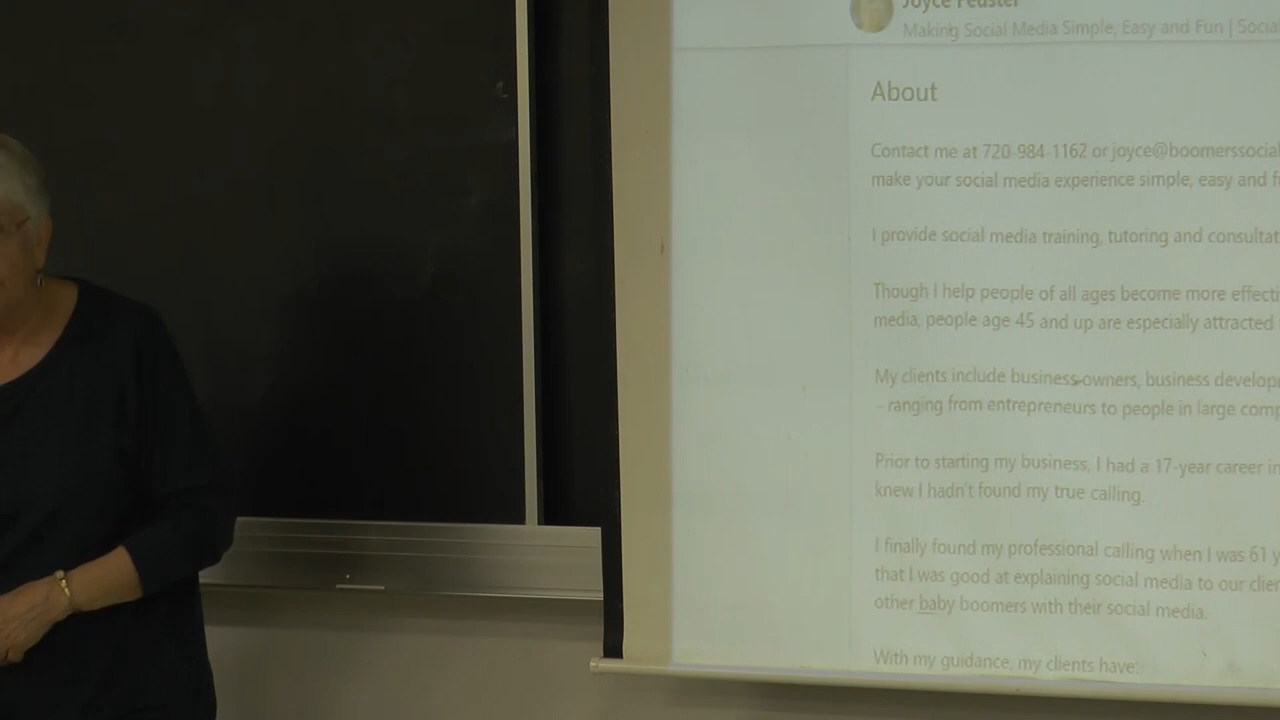 Joyce Feuster
Making Social Media Simple, Easy and Fun | Socia
About
Contact me at 720-984-1162 or joyce@boomerssocial
make your social media experience simple, easy and f
I provide social media training, tutoring and consultat
Though I help people of all ages become more effecti
media, people age 45 and up are especially attracted
My clients include business owners, business develop
– ranging from entrepreneurs to people in large comp
Prior to starting my business, I had a 17-year career in
knew I hadn't found my true calling.
I finally found my professional calling when I was 61 y
that I was good at explaining social media to our clien
other baby boomers with their social media.
With my guidance, my clients have: